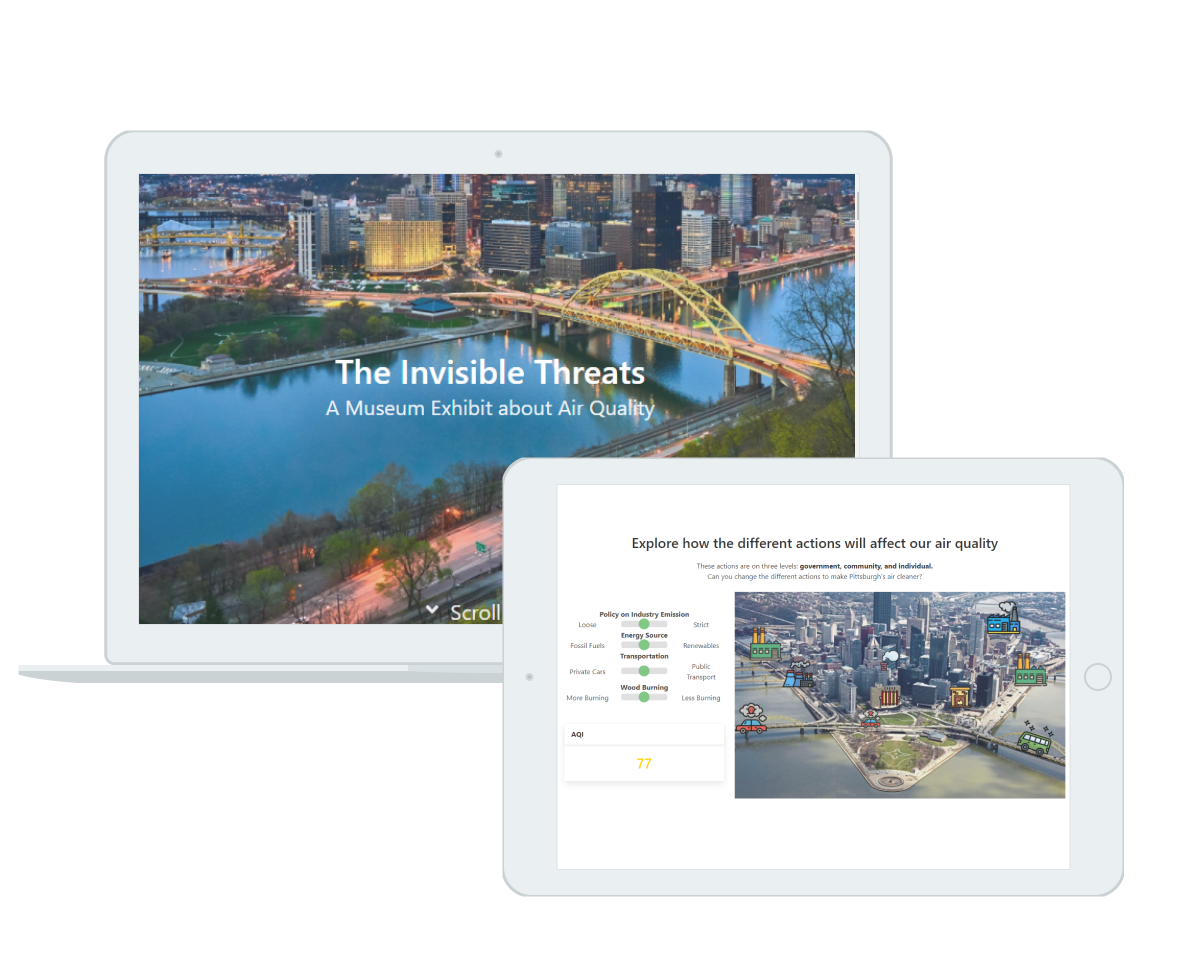 The Invisible Threats
A Museum Exhibit about Air Quality
Scroll
Explore how the different actions will affect our air quality
These actions are on three levels: government, community, and individual.
Can you change the different actions to make Pittsburgh's air cleaner?
Policy on Industry Emission
Loose Strict
Energy Source
Fossil Fuels Renewables
Transportation
Private Cars Public
Transport
Wood Burning
More Burning Less Burning
AQI
77